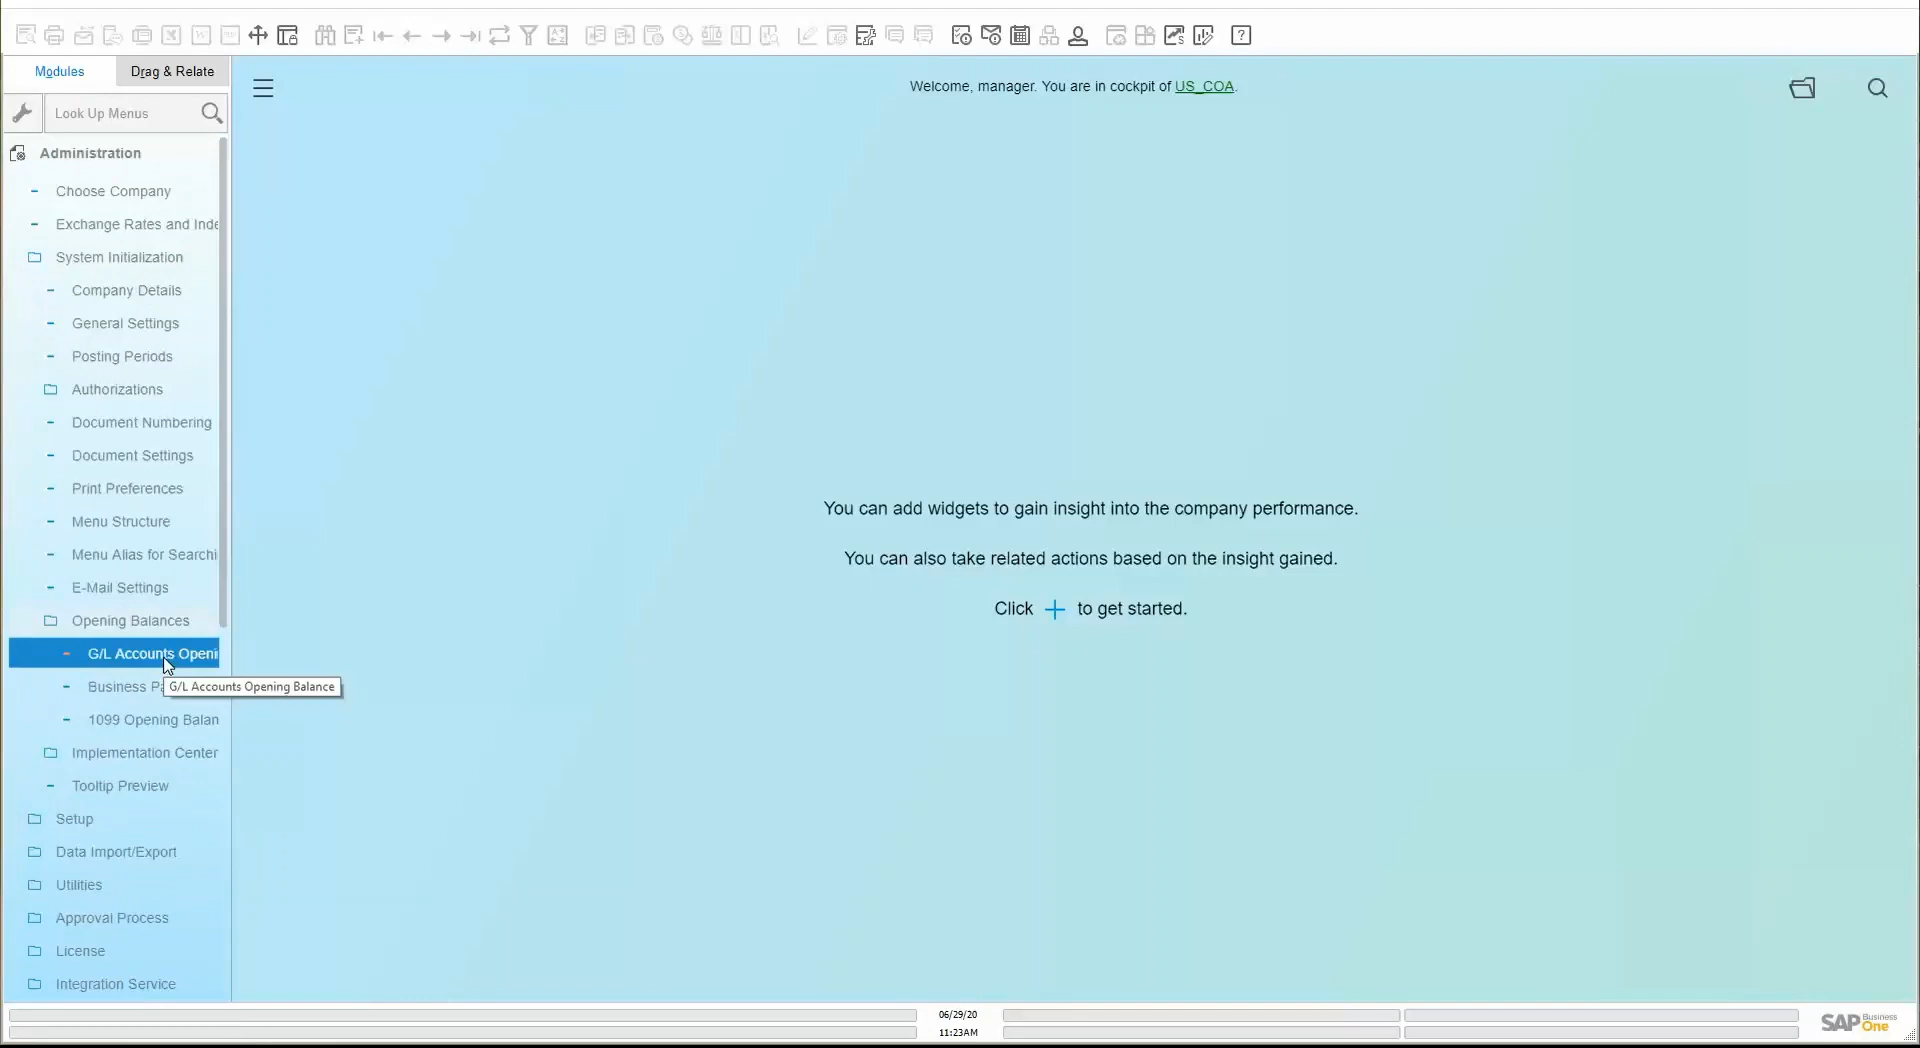 Modules
Drag & Relate
Look Up Menus
Welcome, manager. You are in cockpit of US_COA.
Administration
Choose Company
Exchange Rates and Inde
System Initialization
Company Details
General Settings
Posting Periods
Authorizations
Document Numbering
Document Settings
Print Preferences
Menu Structure
Menu Alias for Searchi
E-Mail Settings
Opening Balances
G/L Accounts Openi
Business Pa
G/L Accounts Opening Balance
1099 Opening Balan
Implementation Center
Tooltip Preview
Setup
Data Import/Export
Utilities
Approval Process
License
Integration Service
You can add widgets to gain insight into the company performance.
You can also take related actions based on the insight gained.
Click + to get started.
06/29/20
11:23AM
SAP Business One